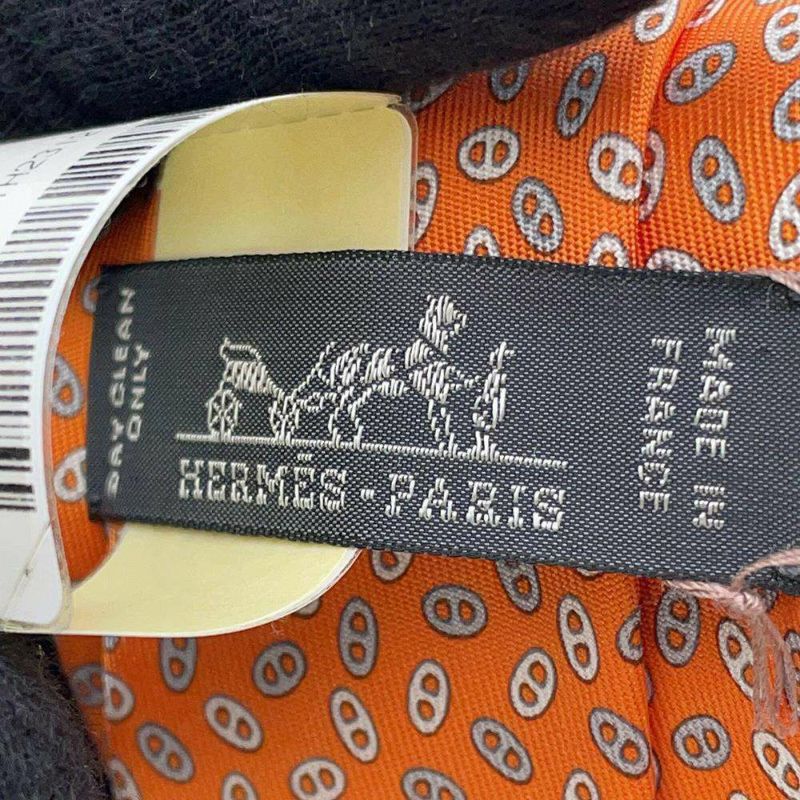 DRY CLEAN
ONLY
HERMÈS-PARIS
MADE IN
FRANCE